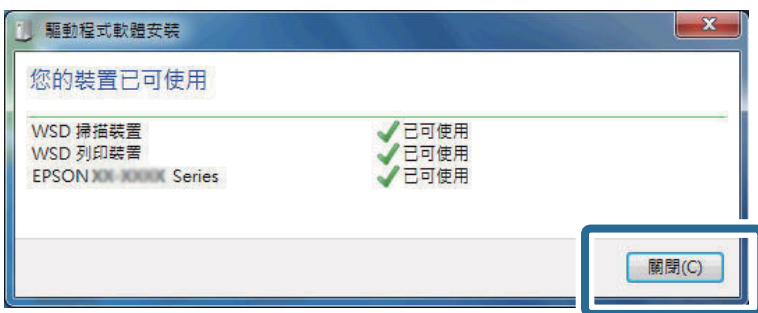 驅動程式軟體安裝
您的裝置已可使用
WSD 掃描裝置 已可使用
WSD 列印裝置 已可使用
EPSON Series 已可使用
關閉(C)